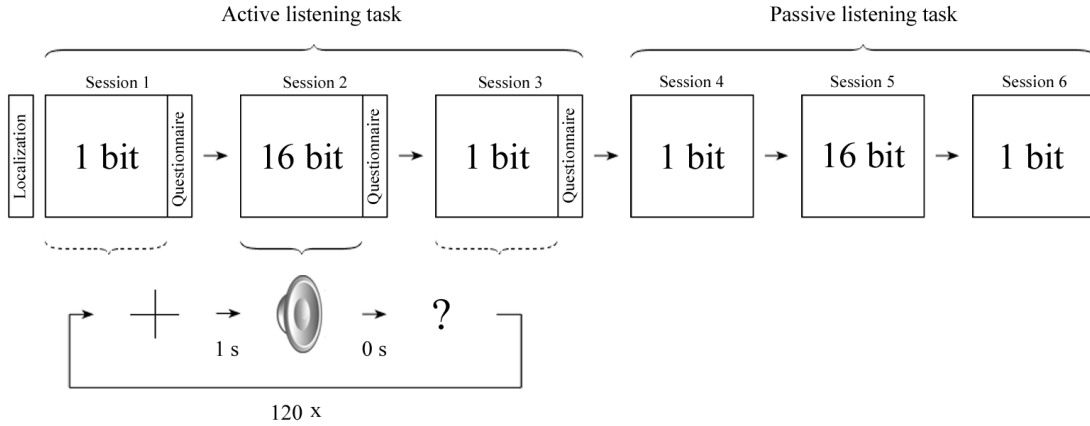 Active listening task
Passive listening task
Session 1
Session 2
Session 3
Session 4
Session 5
Session 6
Localization
1 bit
Questionnaire
16 bit
Questionnaire
1 bit
Questionnaire
1 bit
16 bit
1 bit
?
1 s
0 s
120 x